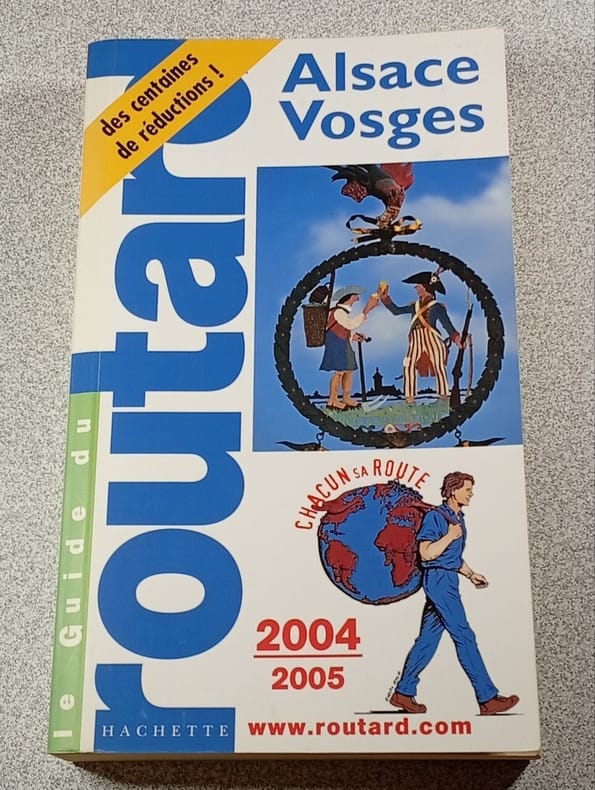 des centaines
de réductions !
Alsace
Vosges
le Guide du
routard
CHACUN SA ROUTE
2004
2005
HACHETTE
www.routard.com